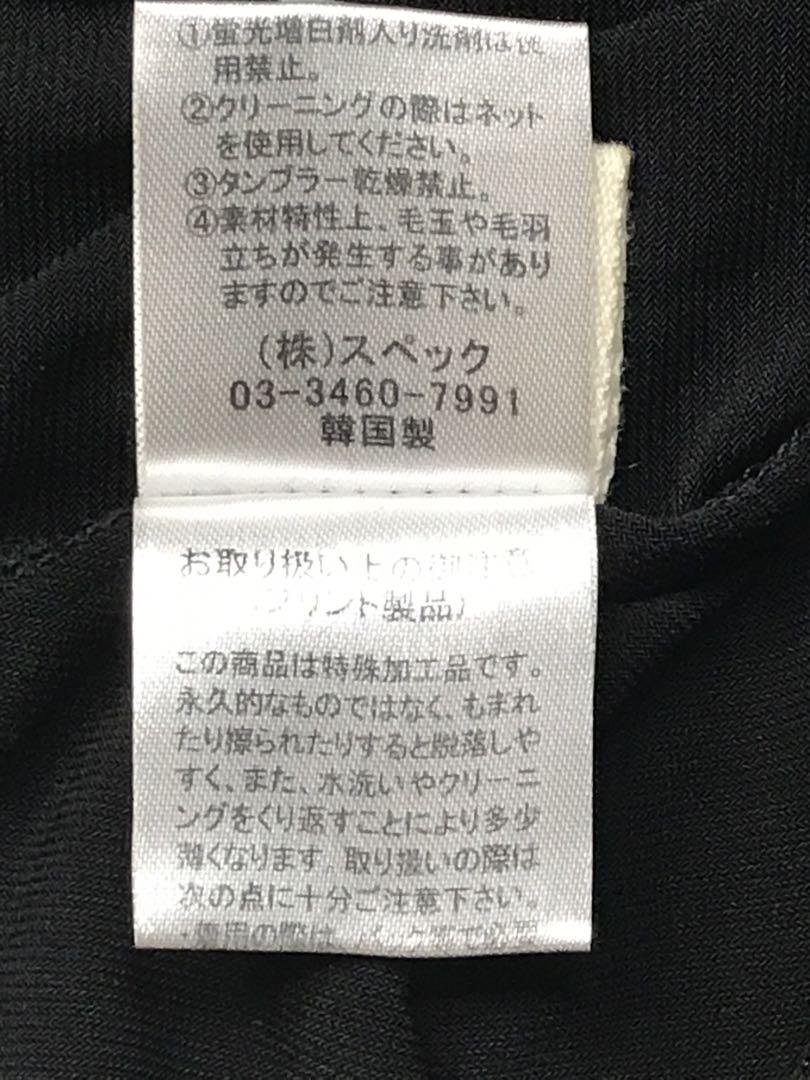 ①蛍光増白剤入り洗剤は使
用禁止。
②クリーニングの際はネット
を使用してください。
③タンブラー乾燥禁止。
④素材特性上、毛玉や毛羽
立ちが発生する事があり
ますのでご注意下さい。
(株)スペック
03-3460-7991
韓国製
お取り扱い上の御注意
(プリント製品)
この商品は特殊加工品です。
永久的なものではなく、もまれ
たり擦られたりすると脱落しや
すく、また、水洗いやクリーニ
ングをくり返すことにより多少
薄くなります。取り扱いの際は
次の点に十分ご注意下さい。
・使用の際は